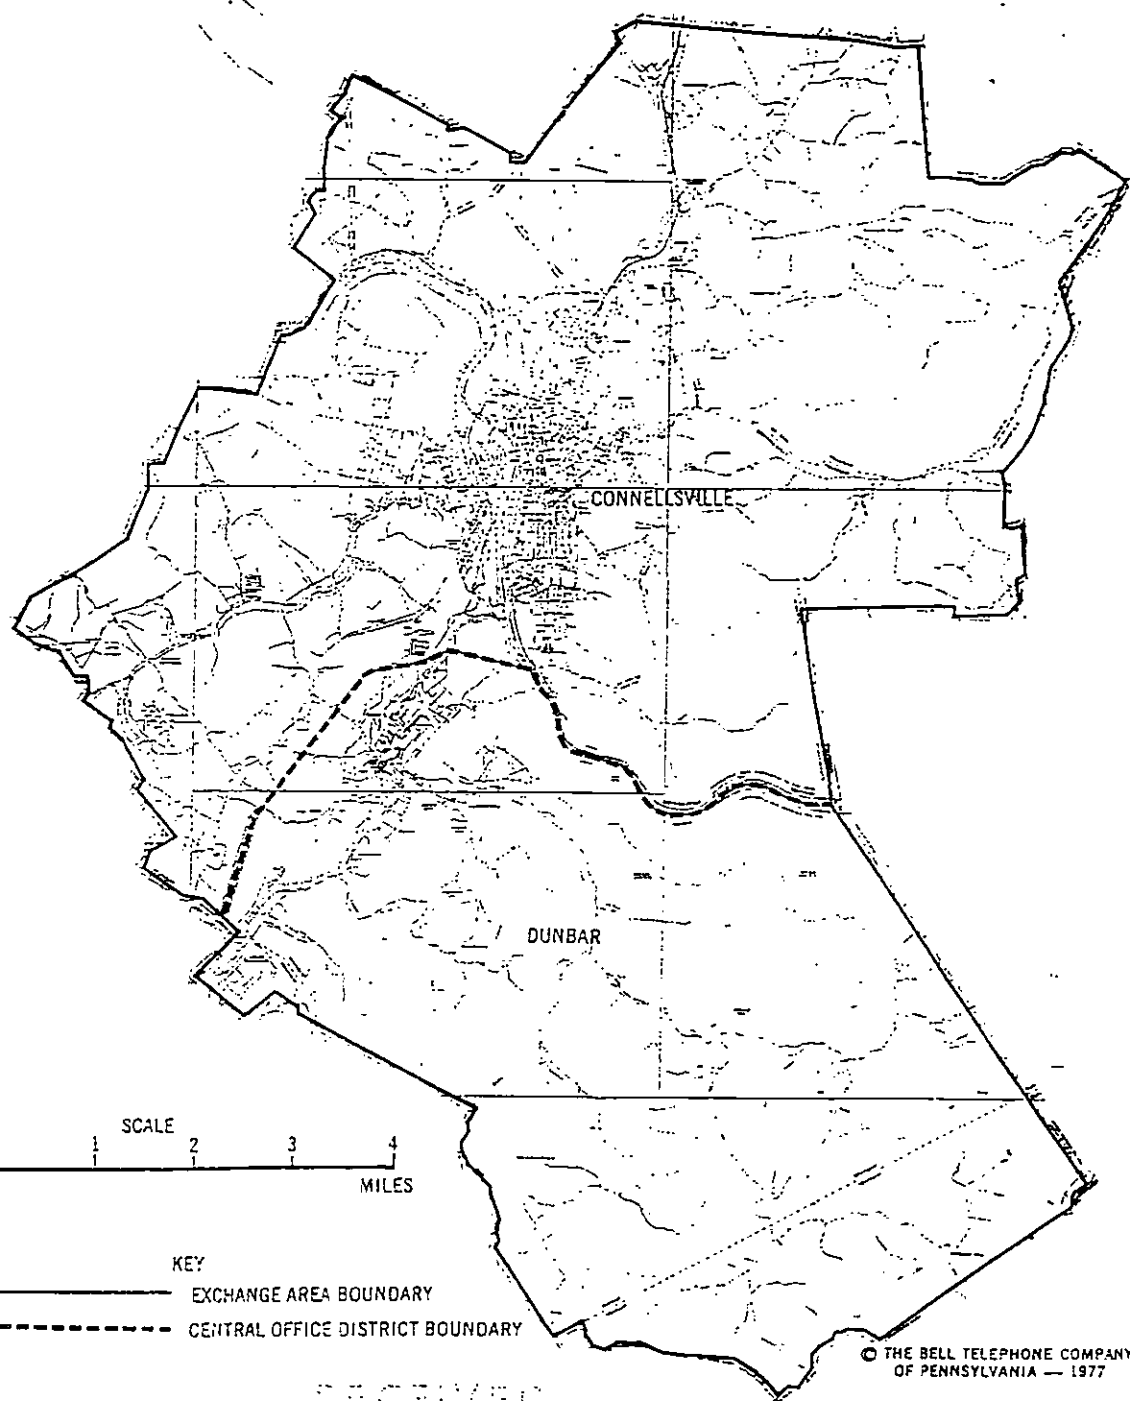 CONNELLSVILLE
DUNBAR
SCALE
1 2 3 4
MILES
KEY
EXCHANGE AREA BOUNDARY
CENTRAL OFFICE DISTRICT BOUNDARY
© THE BELL TELEPHONE COMPANY
OF PENNSYLVANIA — 1977
RECEIVED